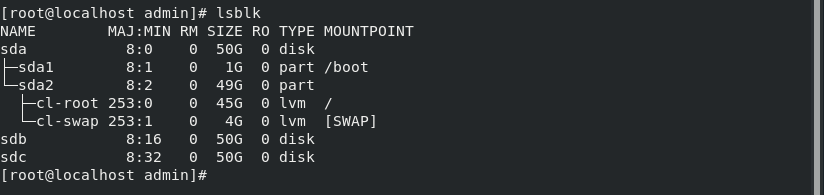 [root@localhost admin]# lsblk
NAME        MAJ:MIN RM SIZE RO TYPE MOUNTPOINT
sda           8:0    0  50G  0 disk
├─sda1        8:1    0   1G  0 part /boot
└─sda2        8:2    0  49G  0 part
  ├─cl-root 253:0    0  45G  0 lvm  /
  └─cl-swap 253:1    0   4G  0 lvm  [SWAP]
sdb           8:16   0  50G  0 disk
sdc           8:32   0  50G  0 disk
[root@localhost admin]#